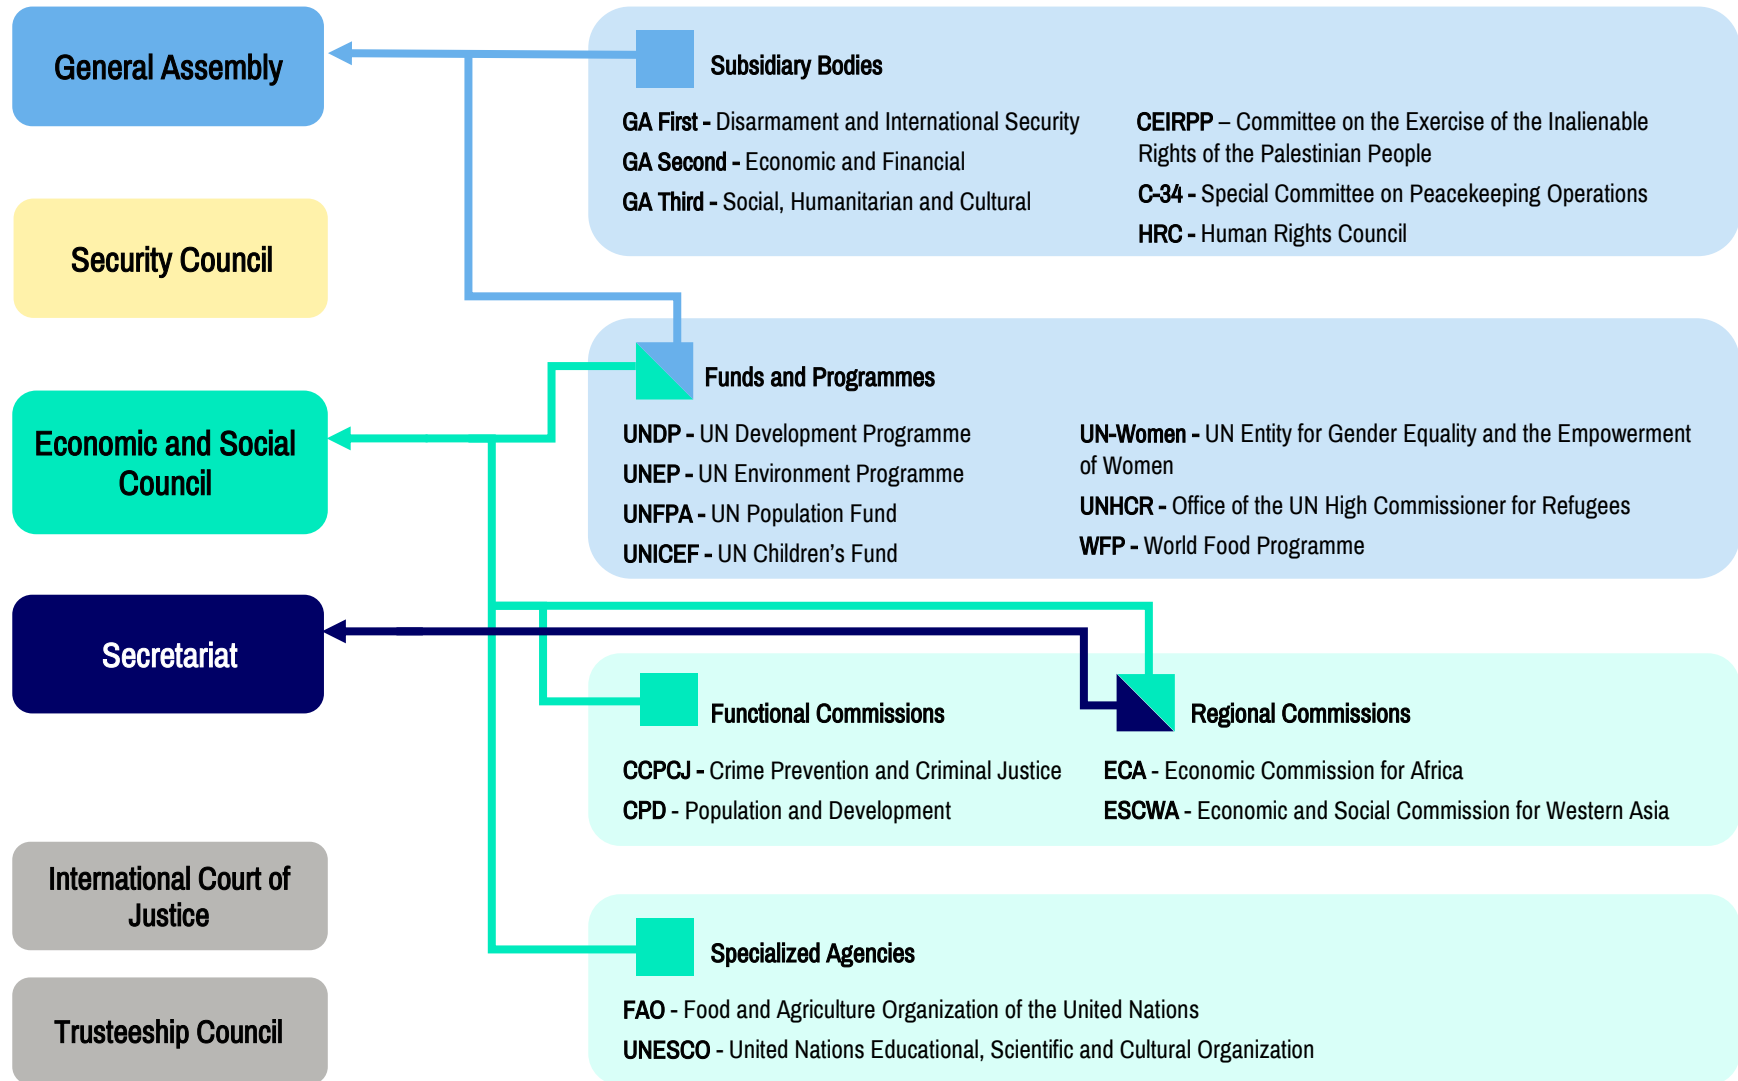 General Assembly
Security Council
Economic and Social
Council
Secretariat
International Court of
Justice
Trusteeship Council
Subsidiary Bodies
GA First - Disarmament and International Security
GA Second - Economic and Financial
GA Third - Social, Humanitarian and Cultural
CEIRPP – Committee on the Exercise of the Inalienable
Rights of the Palestinian People
C-34 - Special Committee on Peacekeeping Operations
HRC - Human Rights Council
Funds and Programmes
UNDP - UN Development Programme
UNEP - UN Environment Programme
UNFPA - UN Population Fund
UNICEF - UN Children’s Fund
UN-Women - UN Entity for Gender Equality and the Empowerment
of Women
UNHCR - Office of the UN High Commissioner for Refugees
WFP - World Food Programme
Functional Commissions
CCPCJ - Crime Prevention and Criminal Justice
CPD - Population and Development
Regional Commissions
ECA - Economic Commission for Africa
ESCWA - Economic and Social Commission for Western Asia
Specialized Agencies
FAO - Food and Agriculture Organization of the United Nations
UNESCO - United Nations Educational, Scientific and Cultural Organization